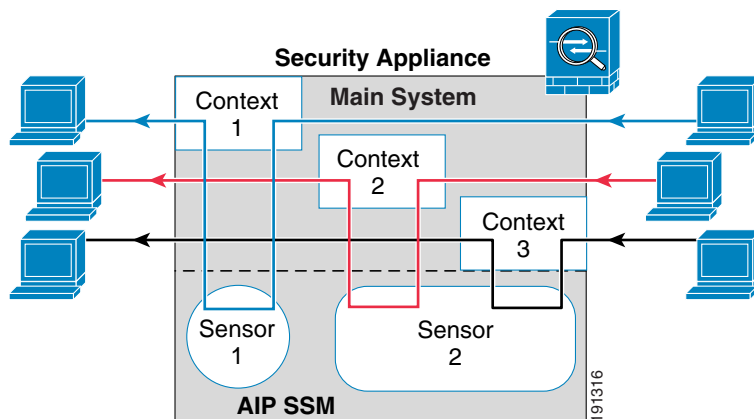 Security Appliance
Main System
Context
1
Context
2
Context
3
Sensor
1
Sensor
2
AIP SSM
191316